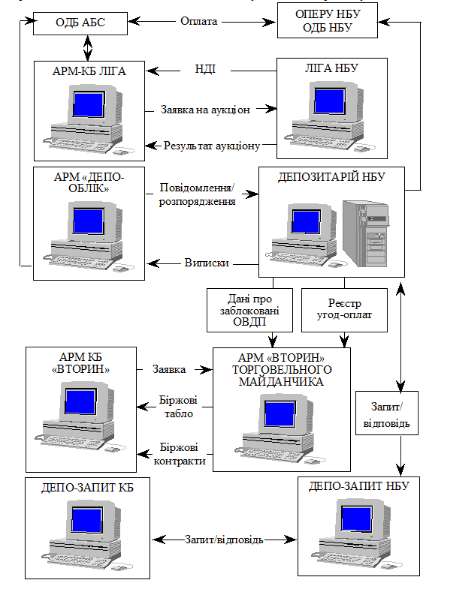 ОДБ АБС
Оплата
ОПЕРУ НБУ
ОДБ НБУ
АРМ-КБ ЛІГА
НДІ
ЛІГА НБУ
Заявка на аукціон
Результат аукціону
АРМ «ДЕПО-
ОБЛІК»
Повідомлення/
розпорядження
ДЕПОЗИТАРІЙ НБУ
Виписки
Дані про
заблоковані
ОВДП
Реєстр
угод-оплат
АРМ КБ
«ВТОРИН»
Заявка
АРМ «ВТОРИН»
ТОРГОВЕЛЬНОГО
МАЙДАНЧИКА
Біржові
табло
Запит/
відповідь
Біржові
контракти
ДЕПО-ЗАПИТ КБ
ДЕПО-ЗАПИТ НБУ
Запит/відповідь